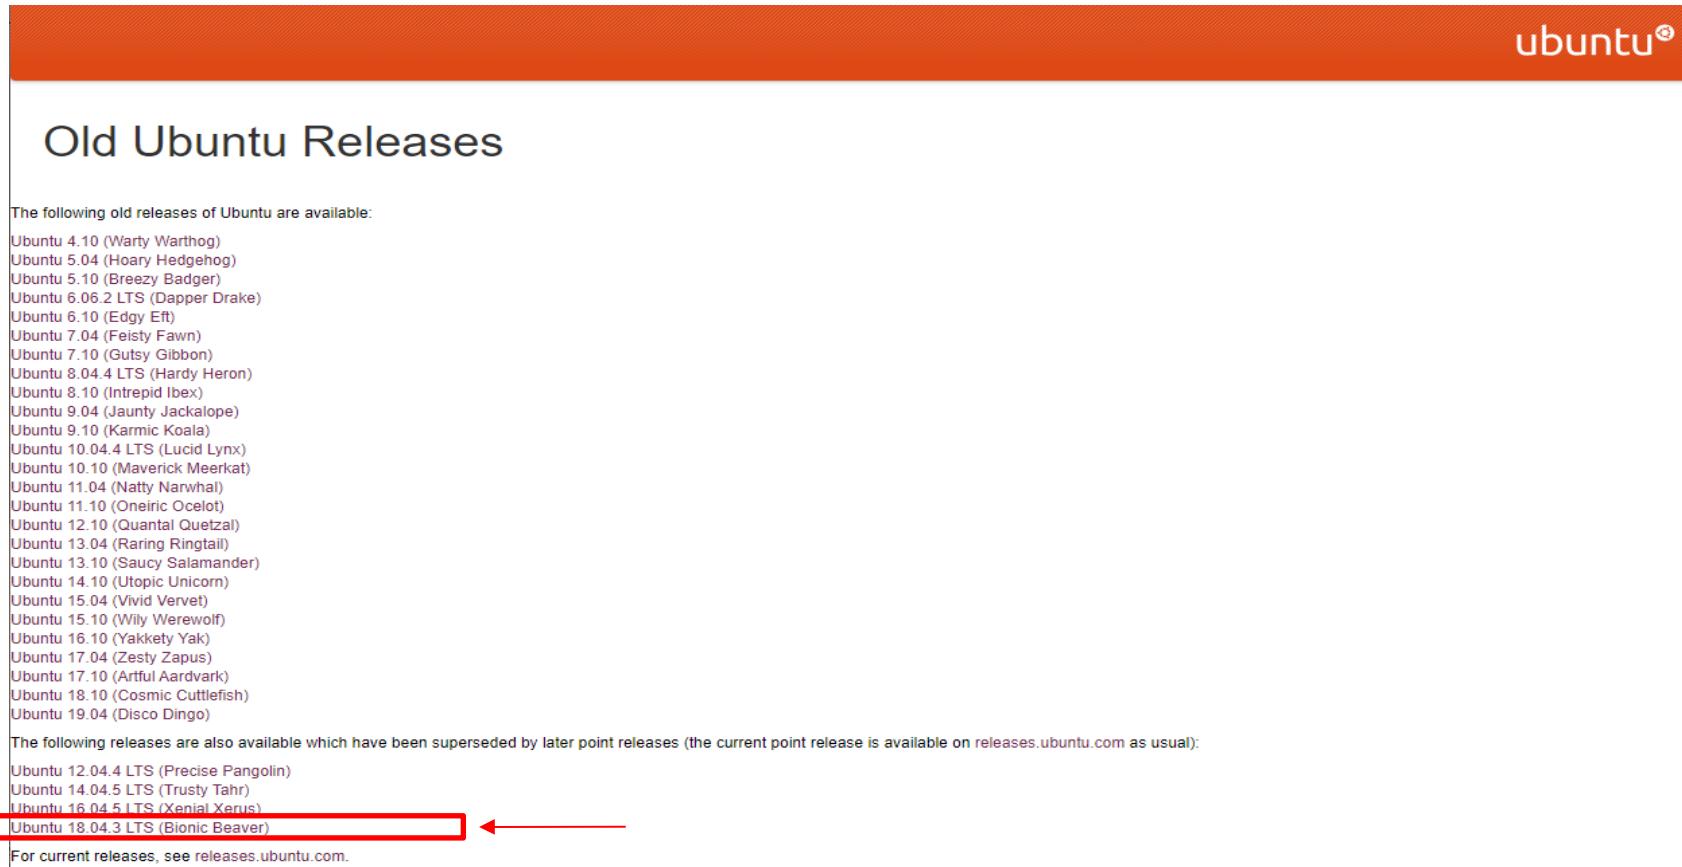 ubuntu
Old Ubuntu Releases
The following old releases of Ubuntu are available:
Ubuntu 4.10 (Warty Warthog)
Ubuntu 5.04 (Hoary Hedgehog)
Ubuntu 5.10 (Breezy Badger)
Ubuntu 6.06.2 LTS (Dapper Drake)
Ubuntu 6.10 (Edgy Eft)
Ubuntu 7.04 (Feisty Fawn)
Ubuntu 7.10 (Gutsy Gibbon)
Ubuntu 8.04.4 LTS (Hardy Heron)
Ubuntu 8.10 (Intrepid Ibex)
Ubuntu 9.04 (Jaunty Jackalope)
Ubuntu 9.10 (Karmic Koala)
Ubuntu 10.04.4 LTS (Lucid Lynx)
Ubuntu 10.10 (Maverick Meerkat)
Ubuntu 11.04 (Natty Narwhal)
Ubuntu 11.10 (Oneiric Ocelot)
Ubuntu 12.10 (Quantal Quetzal)
Ubuntu 13.04 (Raring Ringtail)
Ubuntu 13.10 (Saucy Salamander)
Ubuntu 14.10 (Utopic Unicorn)
Ubuntu 15.04 (Vivid Vervet)
Ubuntu 15.10 (Wily Werewolf)
Ubuntu 16.10 (Yakkety Yak)
Ubuntu 17.04 (Zesty Zapus)
Ubuntu 17.10 (Artful Aardvark)
Ubuntu 18.10 (Cosmic Cuttlefish)
Ubuntu 19.04 (Disco Dingo)
The following releases are also available which have been superseded by later point releases (the current point release is available on releases.ubuntu.com as usual):
Ubuntu 12.04.4 LTS (Precise Pangolin)
Ubuntu 14.04.5 LTS (Trusty Tahr)
Ubuntu 16.04.5 LTS (Xenial Xerus)
Ubuntu 18.04.3 LTS (Bionic Beaver)
For current releases, see releases.ubuntu.com.